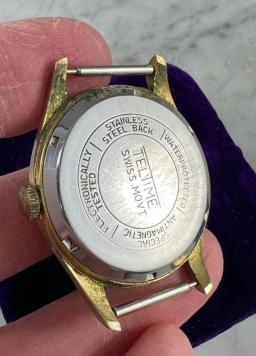 TELTIME
SWISS MOVT
STAINLESS
STEEL BACK
WATERPROTECTED
SPECIAL
ANTIMAGNETIC
ELECTRONICALLY
TESTED